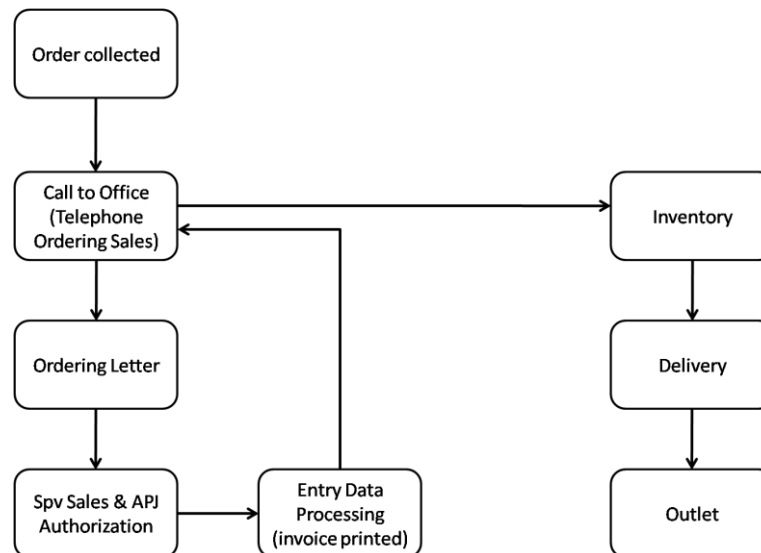 Order collected
Call to Office
(Telephone
Ordering Sales)
Inventory
Ordering Letter
Delivery
Spv Sales & APJ
Authorization
Entry Data
Processing
(invoice printed)
Outlet